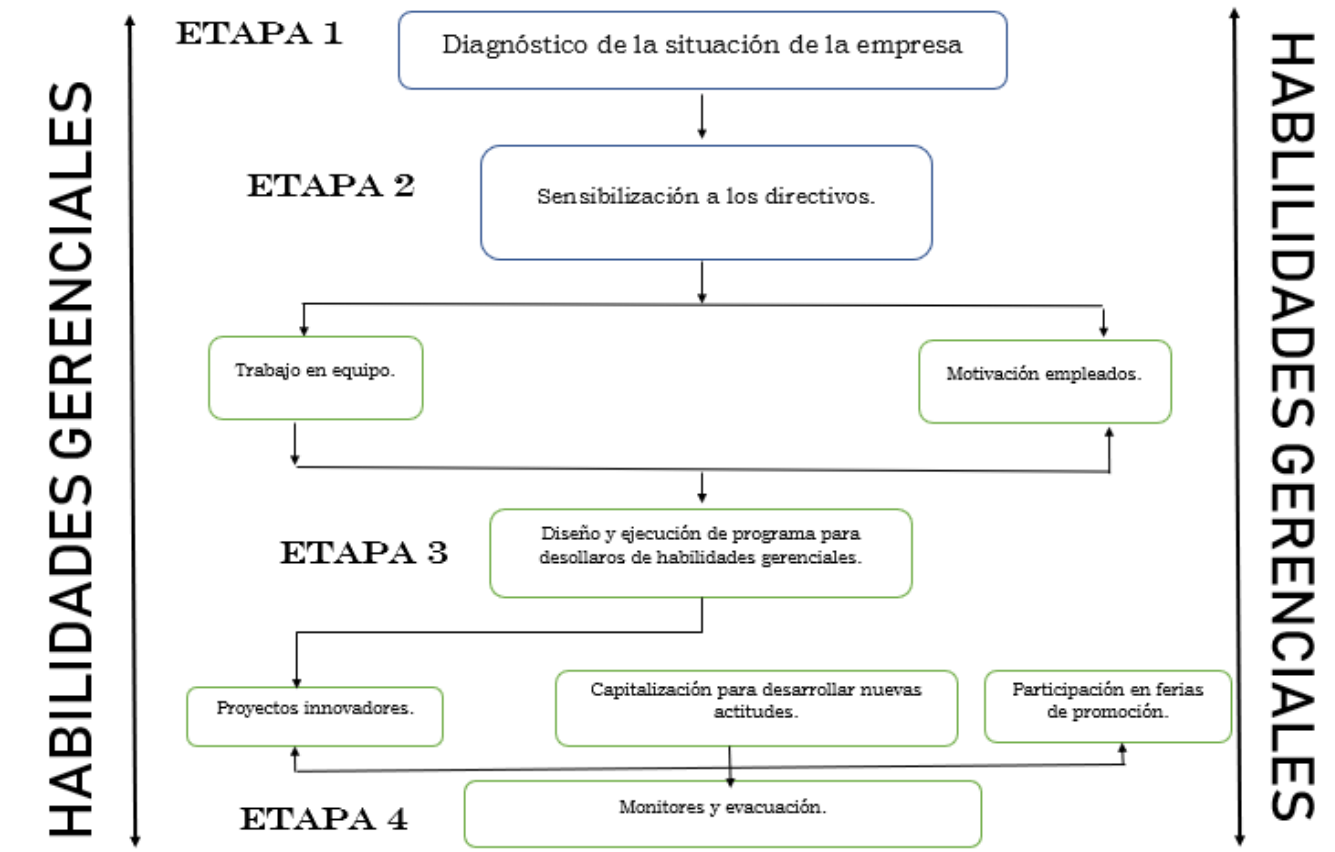 HABILIDADES GERENCIALES
ETAPA 1
Diagnóstico de la situación de la empresa
ETAPA 2
Sensibilización a los directivos.
Trabajo en equipo.
Motivación empleados.
ETAPA 3
Diseño y ejecución de programa para
desollaros de habilidades gerenciales.
Proyectos innovadores.
Capitalización para desarrollar nuevas
actitudes.
Participación en ferias
de promoción.
ETAPA 4
Monitores y evacuación.
HABLILIDADES GERENCIALES